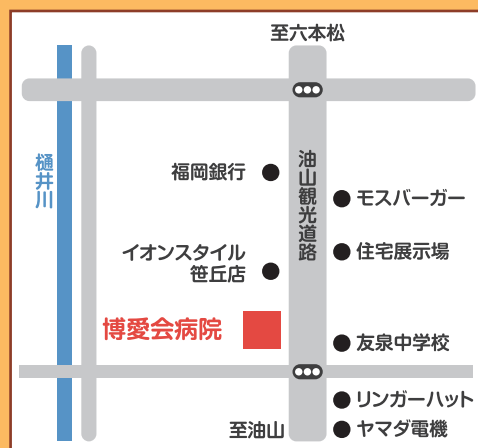 至六本松
樋井川
油山観光道路
福岡銀行
モスバーガー
住宅展示場
イオンスタイル
笹丘店
博愛会病院
友泉中学校
リンガーハット
至油山
ヤマダ電機